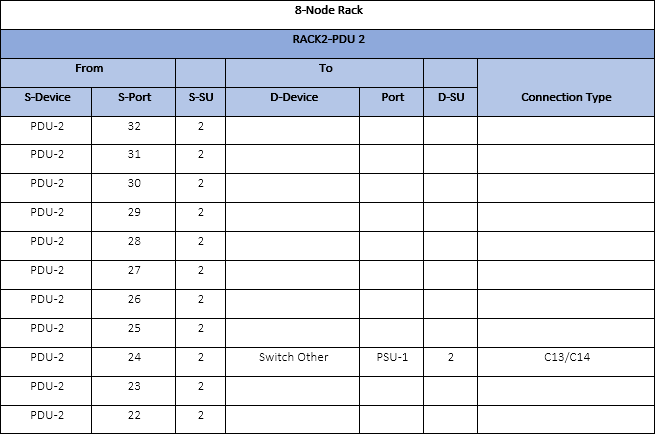 8-Node Rack
RACK2-PDU 2
From To
S-Device S-Port S-SU D-Device Port D-SU Connection Type
PDU-2 32 2
PDU-2 31 2
PDU-2 30 2
PDU-2 29 2
PDU-2 28 2
PDU-2 27 2
PDU-2 26 2
PDU-2 25 2
PDU-2 24 2 Switch Other PSU-1 2 C13/C14
PDU-2 23 2
PDU-2 22 2